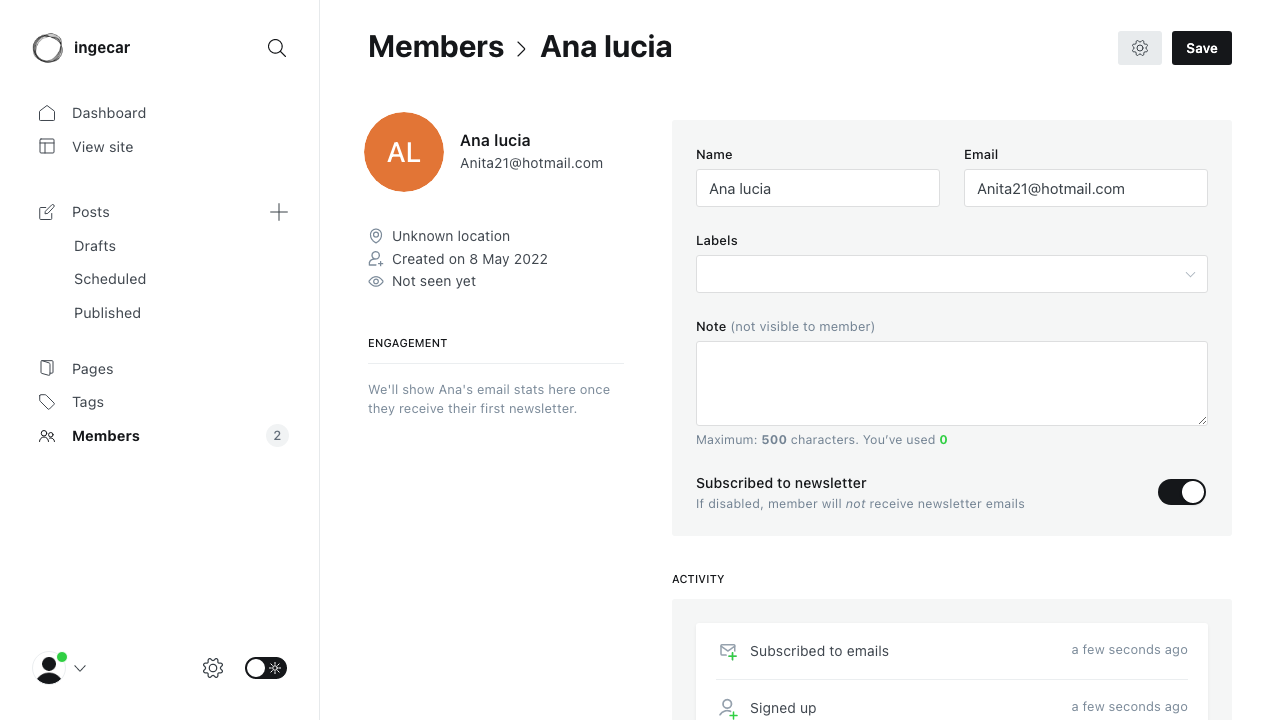 ingecar
Dashboard
View site
Posts
Drafts
Scheduled
Published
Pages
Tags
Members
2
Members > Ana lucia
Save
AL
Ana lucia
Anita21@hotmail.com
Unknown location
Created on 8 May 2022
Not seen yet
ENGAGEMENT
We'll show Ana's email stats here once
they receive their first newsletter.
Name
Email
Ana lucia
Anita21@hotmail.com
Labels
Note (not visible to member)
Maximum: 500 characters. You've used 0
Subscribed to newsletter
If disabled, member will not receive newsletter emails
ACTIVITY
Subscribed to emails
a few seconds ago
Signed up
a few seconds ago